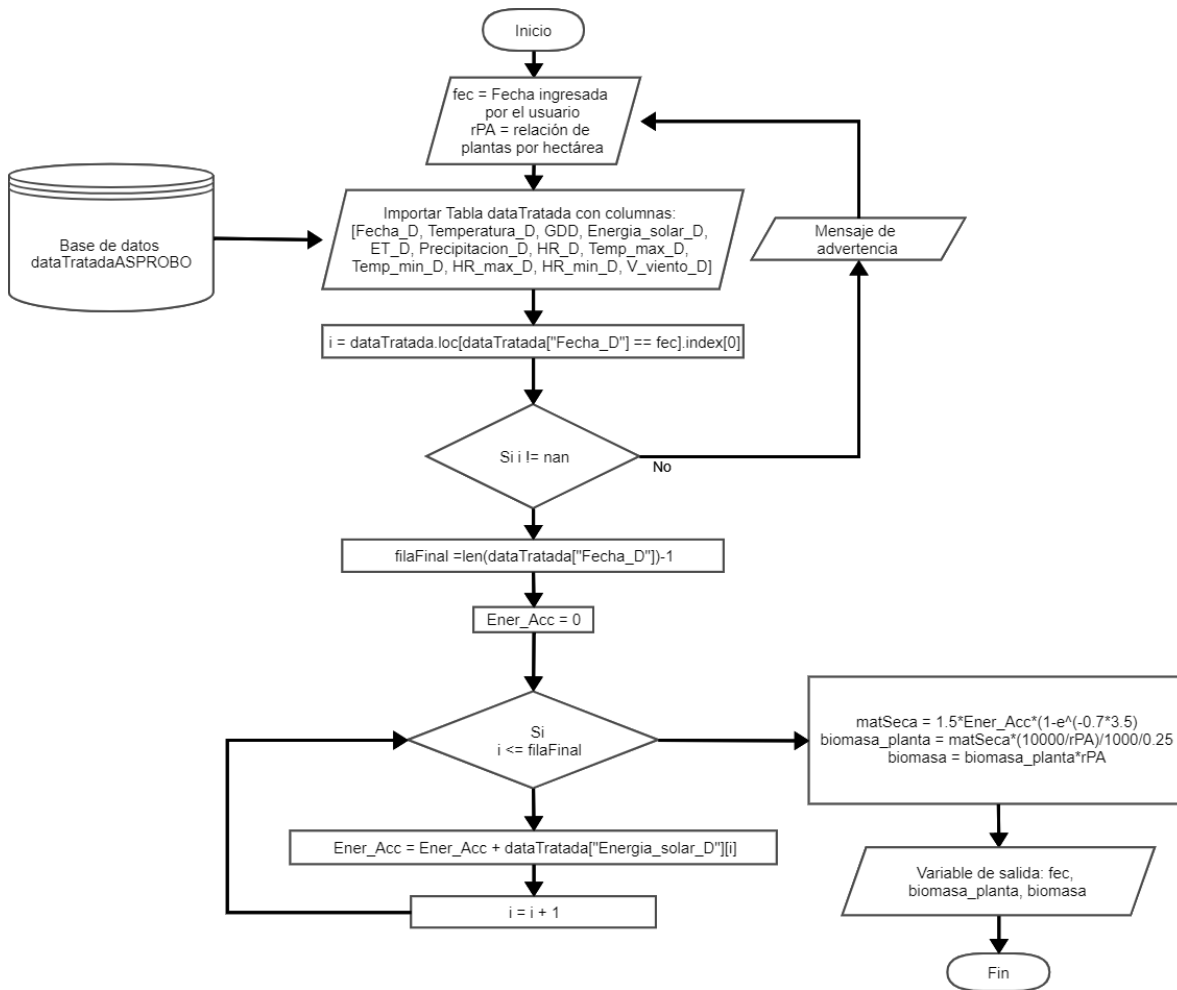 Inicio
fec = Fecha ingresada
por el usuario
rPA = relación de
plantas por hectárea
Base de datos
dataTratadaASPROBO
Importar Tabla dataTratada con columnas:
[Fecha_D, Temperatura_D, GDD, Energia_solar_D,
ET_D, Precipitacion_D, HR_D, Temp_max_D,
Temp_min_D, HR_max_D, HR_min_D, V_viento_D]
Mensaje de
advertencia
i = dataTratada.loc[dataTratada["Fecha_D"] == fec].index[0]
Si i != nan
No
filaFinal =len(dataTratada["Fecha_D"])-1
Ener_Acc = 0
Si
i <= filaFinal
matSeca = 1.5*Ener_Acc*(1-e^(-0.7*3.5)
biomasa_planta = matSeca*(10000/rPA)/1000/0.25
biomasa = biomasa_planta*rPA
Ener_Acc = Ener_Acc + dataTratada["Energia_solar_D"][i]
i = i + 1
Variable de salida: fec,
biomasa_planta, biomasa
Fin